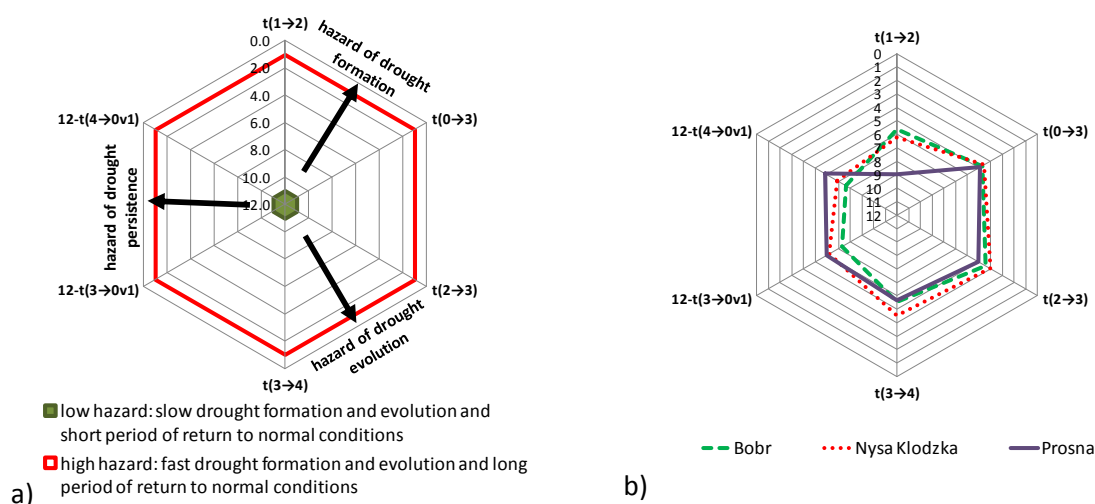 t(1→2)
0.0
2.0
4.0
6.0
8.0
10.0
12.0
hazard of drought
formation
t(0→3)
t(2→3)
hazard of drought
evolution
t(3→4)
12-t(3→0v1)
hazard of drought
persistence
12-t(4→0v1)
low hazard: slow drought formation and evolution and
short period of return to normal conditions
high hazard: fast drought formation and evolution and long
period of return to normal conditions
a)
t(1→2)
0
1
2
3
4
5
6
7
8
9
10
11
12
t(0→3)
t(2→3)
t(3→4)
12-t(3→0v1)
12-t(4→0v1)
Bobr
Nysa Klodzka
Prosna
b)